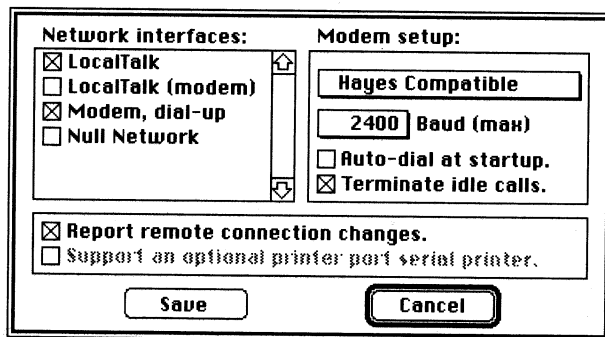 Network interfaces:
LocalTalk
LocalTalk (modem)
Modem, dial-up
Null Network
Modem setup:
Hayes Compatible
2400 Baud (max)
Auto-dial at startup.
Terminate idle calls.
Report remote connection changes.
Support an optional printer port serial printer.
Save Cancel